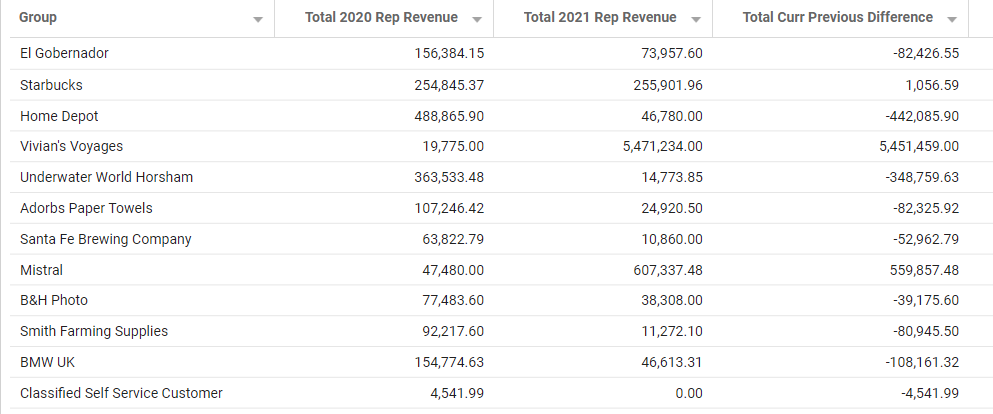 Group Total 2020 Rep Revenue Total 2021 Rep Revenue Total Curr Previous Difference
El Gobernador 156,384.15 73,957.60 -82,426.55
Starbucks 254,845.37 255,901.96 1,056.59
Home Depot 488,865.90 46,780.00 -442,085.90
Vivian's Voyages 19,775.00 5,471,234.00 5,451,459.00
Underwater World Horsham 363,533.48 14,773.85 -348,759.63
Adorbs Paper Towels 107,246.42 24,920.50 -82,325.92
Santa Fe Brewing Company 63,822.79 10,860.00 -52,962.79
Mistral 47,480.00 607,337.48 559,857.48
B&H Photo 77,483.60 38,308.00 -39,175.60
Smith Farming Supplies 92,217.60 11,272.10 -80,945.50
BMW UK 154,774.63 46,613.31 -108,161.32
Classified Self Service Customer 4,541.99 0.00 -4,541.99